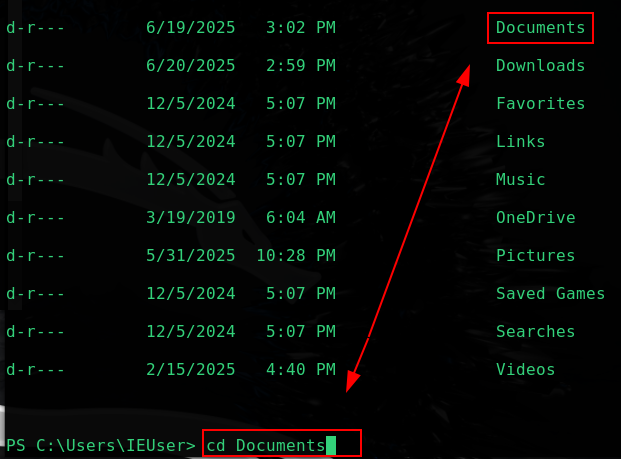 d-r--- 6/19/2025 3:02 PM Documents
d-r--- 6/20/2025 2:59 PM Downloads
d-r--- 12/5/2024 5:07 PM Favorites
d-r--- 12/5/2024 5:07 PM Links
d-r--- 12/5/2024 5:07 PM Music
d-r--- 3/19/2019 6:04 AM OneDrive
d-r--- 5/31/2025 10:28 PM Pictures
d-r--- 12/5/2024 5:07 PM Saved Games
d-r--- 12/5/2024 5:07 PM Searches
d-r--- 2/15/2025 4:40 PM Videos
PS C:\Users\IEUser> cd Documents